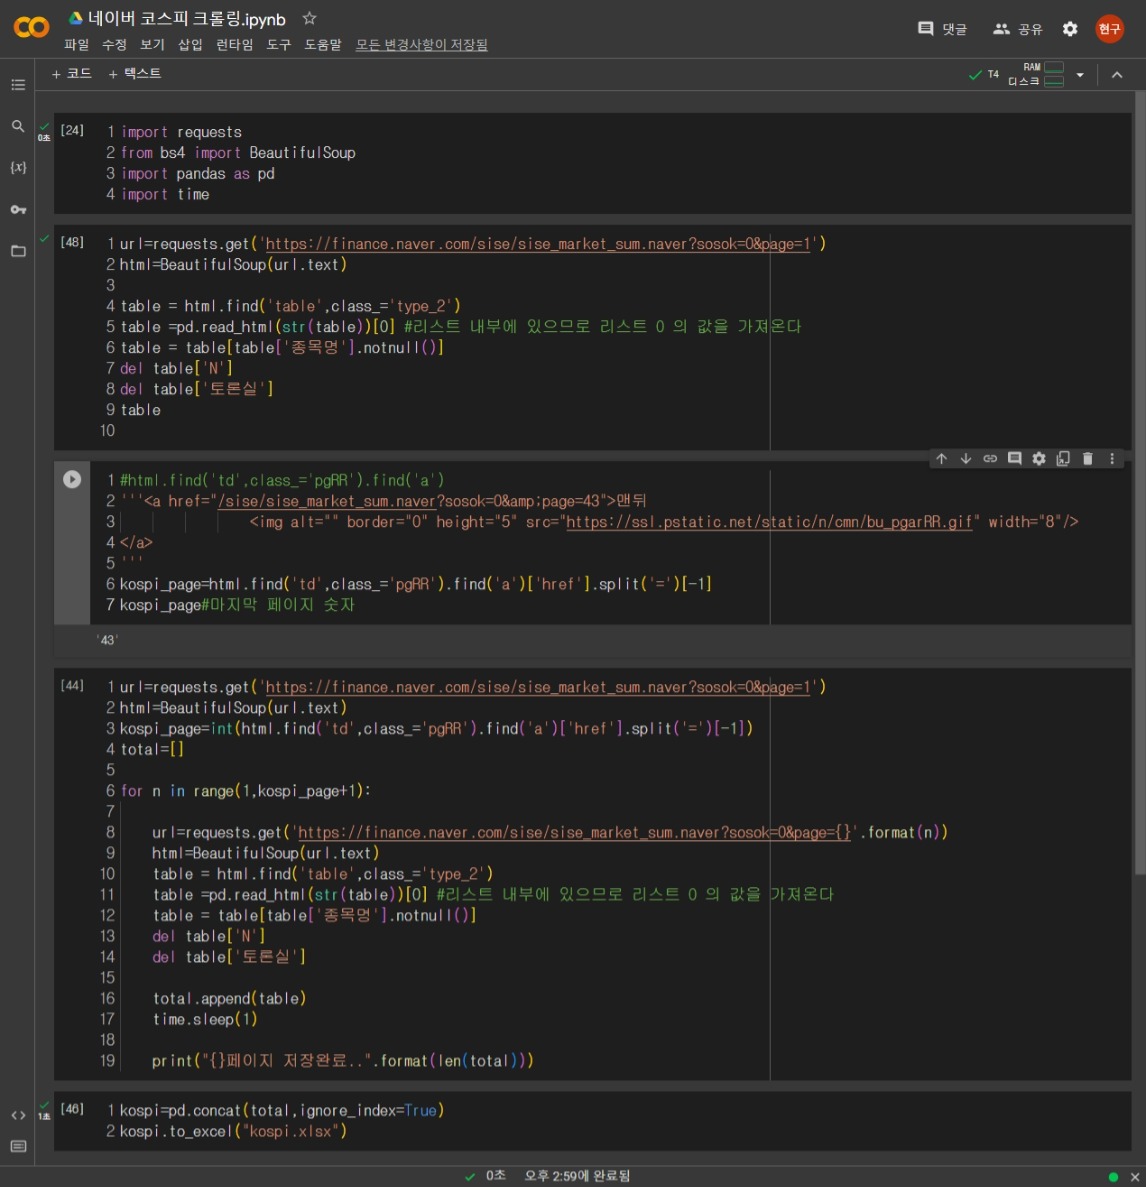 네이버 코스피 크롤링.ipynb
파일 수정 보기 삽입 런타임 도구 도움말 모든 변경사항이 저장됨
댓글 공유 현구
+ 코드 + 텍스트
T4 RAM 디스크
[24]
0초
1 import requests
2 from bs4 import BeautifulSoup
3 import pandas as pd
4 import time
[48]
1 url=requests.get('https://finance.naver.com/sise/sise_market_sum.naver?sosok=0&page=1')
2 html=BeautifulSoup(url.text)
3
4 table = html.find('table',class_='type_2')
5 table =pd.read_html(str(table))[0] #리스트 내부에 있으므로 리스트 0 의 값을 가져온다
6 table = table[table['종목명'].notnull()]
7 del table['N']
8 del table['토론실']
9 table
10
1 #html.find('td',class_='pgRR').find('a')
2 '''<a href="/sise/sise_market_sum.naver?sosok=0&amp;page=43">맨뒤
3 <img alt="" border="0" height="5" src="https://ssl.pstatic.net/static/n/cmn/bu_pgarRR.gif" width="8"/>
4 </a>
5 '''
6 kospi_page=html.find('td',class_='pgRR').find('a')['href'].split('=')[-1]
7 kospi_page#마지막 페이지 숫자
'43'
[44]
1 url=requests.get('https://finance.naver.com/sise/sise_market_sum.naver?sosok=0&page=1')
2 html=BeautifulSoup(url.text)
3 kospi_page=int(html.find('td',class_='pgRR').find('a')['href'].split('=')[-1])
4 total=[]
5
6 for n in range(1,kospi_page+1):
7
8 url=requests.get('https://finance.naver.com/sise/sise_market_sum.naver?sosok=0&page={}'.format(n))
9 html=BeautifulSoup(url.text)
10 table = html.find('table',class_='type_2')
11 table =pd.read_html(str(table))[0] #리스트 내부에 있으므로 리스트 0 의 값을 가져온다
12 table = table[table['종목명'].notnull()]
13 del table['N']
14 del table['토론실']
15
16 total.append(table)
17 time.sleep(1)
18
19 print("{}페이지 저장완료..".format(len(total)))
[46]
1초
1 kospi=pd.concat(total,ignore_index=True)
2 kospi.to_excel("kospi.xlsx")
0초 오후 2:59에 완료됨